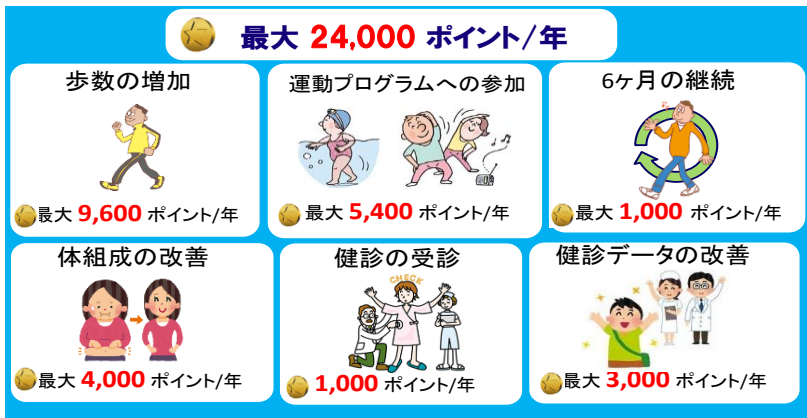 最大 24,000 ポイント/年
歩数の増加
最大 9,600 ポイント/年
運動プログラムへの参加
最大 5,400 ポイント/年
6ヶ月の継続
最大 1,000 ポイント/年
体組成の改善
最大 4,000 ポイント/年
健診の受診
CHECK
1,000 ポイント/年
健診データの改善
最大 3,000 ポイント/年